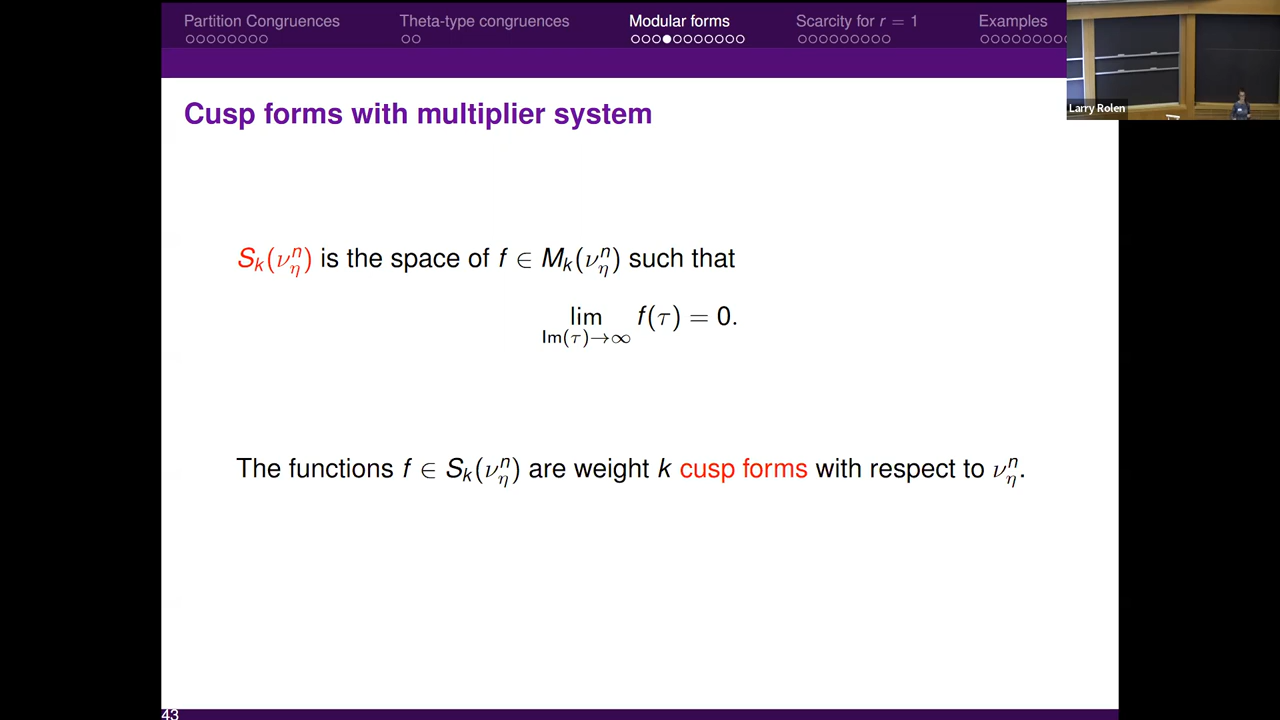 Partition Congruences
Theta-type congruences
Modular forms
Scarcity for r = 1
Examples
Larry Rolen
Cusp forms with multiplier system
S_k(ν_η^n) is the space of f ∈ M_k(ν_η^n) such that
lim_{Im(τ)→∞} f(τ) = 0.
The functions f ∈ S_k(ν_η^n) are weight k cusp forms with respect to ν_η^n.
43